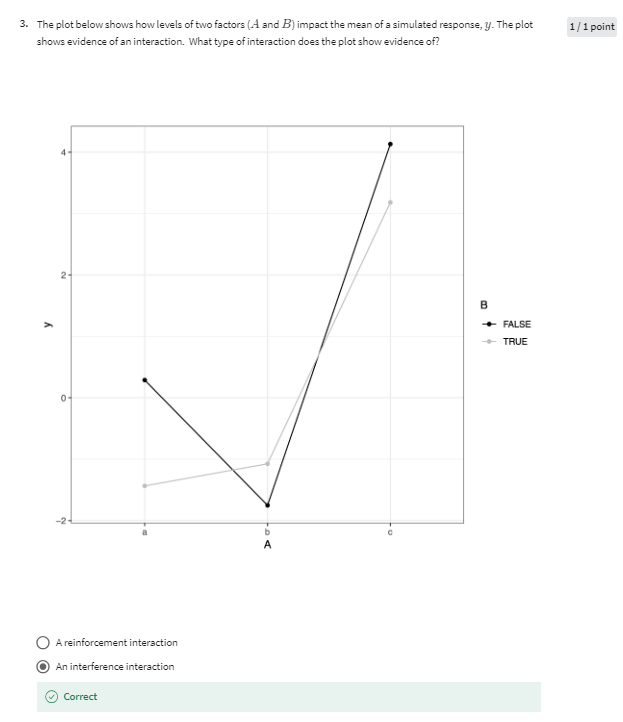 3. The plot below shows how levels of two factors (A and B) impact the mean of a simulated response, y. The plot
shows evidence of an interaction. What type of interaction does the plot show evidence of?
1 / 1 point
4
2
0
-2
y
a
b
c
A
B
FALSE
TRUE
A reinforcement interaction
An interference interaction
Correct